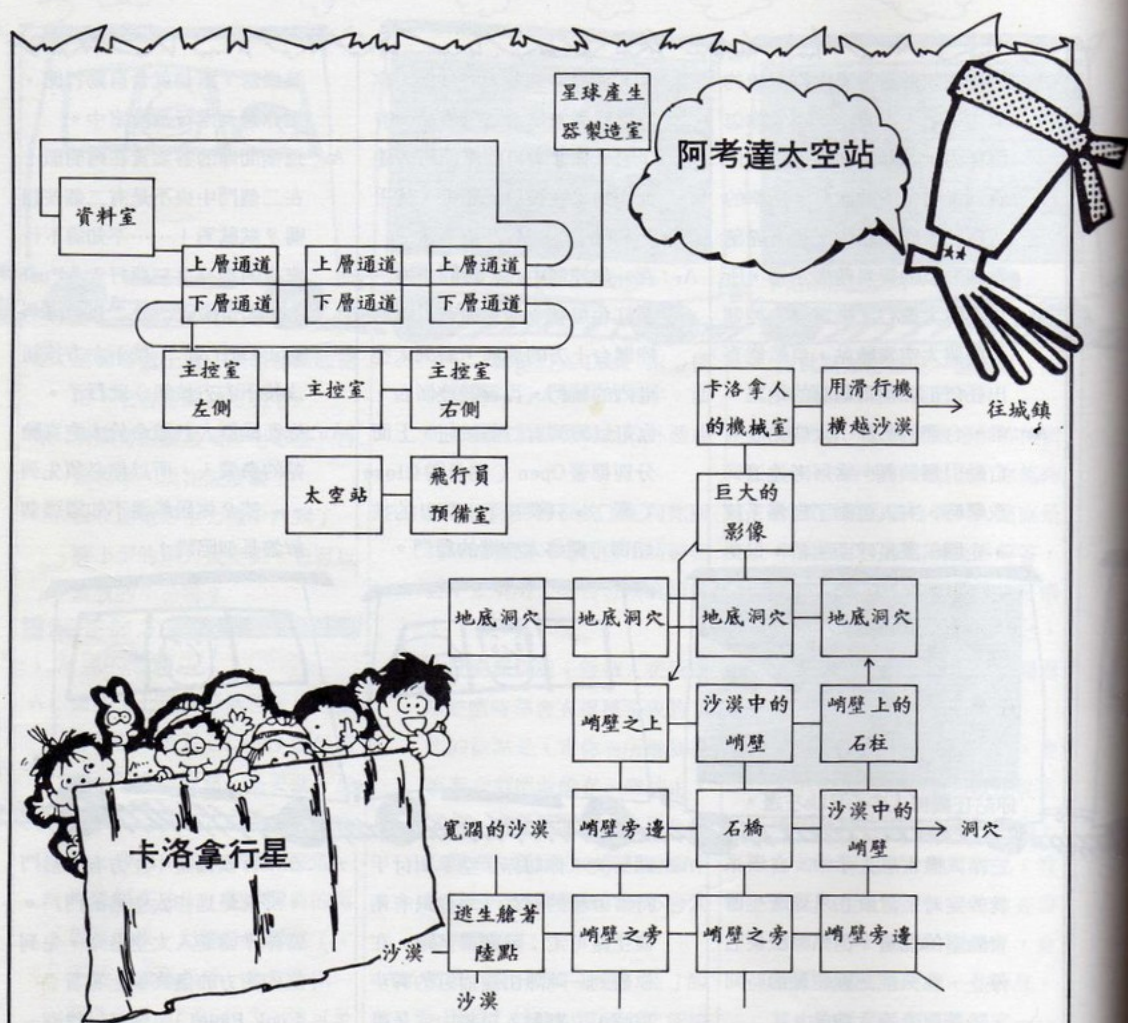 星球產生
器製造室
阿考達太空站
資料室
上層通道 上層通道 上層通道
下層通道 下層通道 下層通道
主控室
左側
主控室
主控室
右側
太空站
飛行員
預備室
卡洛拿人
的機械室
用滑行機
橫越沙漠
往城鎮
巨大的
影像
地底洞穴 地底洞穴 地底洞穴 地底洞穴
峭壁之上
沙漠中的
峭壁
峭壁上的
石柱
卡洛拿行星
寬濶的沙漠
峭壁旁邊
石橋
沙漠中的
峭壁
洞穴
沙漠
逃生艙著
陸點
峭壁之旁 峭壁之旁 峭壁旁邊
沙漠